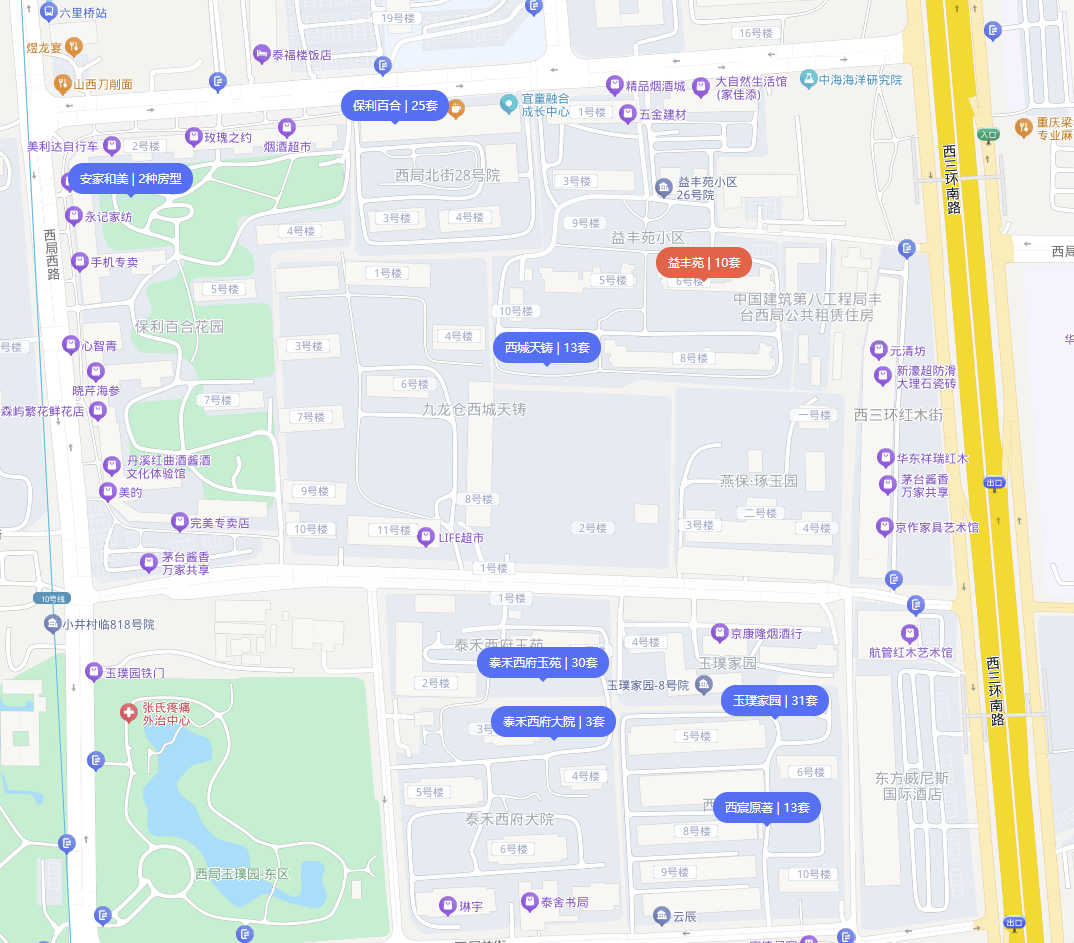 六里桥站
19号楼
16号楼
煜龙宴
泰福楼饭店
山西刀削面
精品烟酒城
大自然生活馆
(家佳添)
中海海洋研究院
保利百合 | 25套
宜童融合
成长中心
1号楼
五金建材
入口
重庆梁
专业麻
美利达自行车
2号楼
玫瑰之约
烟酒超市
西三环南路
安家和美 | 2种房型
西局北街28号院
3号楼
益丰苑小区
26号院
永记家纺
3号楼
4号楼
9号楼
4号楼
益丰苑小区
西局西路
西局
手机专卖
1号楼
益丰苑 | 10套
5号楼
6号楼
5号楼
中国建筑第八工程局丰
台西局公共租赁住房
10号楼
保利百合花园
4号楼
号楼
心智青
3号楼
西城天铸 | 13套
8号楼
元清坊
华
新濠超防滑
大理石瓷砖
晓芹海参
6号楼
7号楼
森屿繁花鲜花店
7号楼
九龙仓西城天铸
一号楼
西三环红木街
丹溪红曲酒酱酒
文化体验馆
华东祥瑞红木
美的
9号楼
8号楼
燕保·琢玉园
茅台酱香
万家共享
出口
二号楼
完美专卖店
10号楼
11号楼
LIFE超市
2号楼
3号楼
4号楼
京作家具艺术馆
茅台酱香
万家共享
1号楼
10号线
1号楼
小井村临818号院
泰禾西府玉苑
4号楼
京康隆烟酒行
航管红木艺术馆
玉璞园铁门
泰禾西府玉苑 | 30套
玉璞家园
西三环南路
2号楼
玉璞家园-8号院
张氏疼痛
外治中心
玉璞家园 | 31套
泰禾西府大院 | 3套
3号
5号楼
4号楼
6号楼
东方威尼斯
国际酒店
5号楼
西宸原著 | 13套
西
泰禾西府大院
8号楼
6号楼
西局玉璞园-东区
9号楼
10号楼
琳宇
泰舍书局
云辰
出口